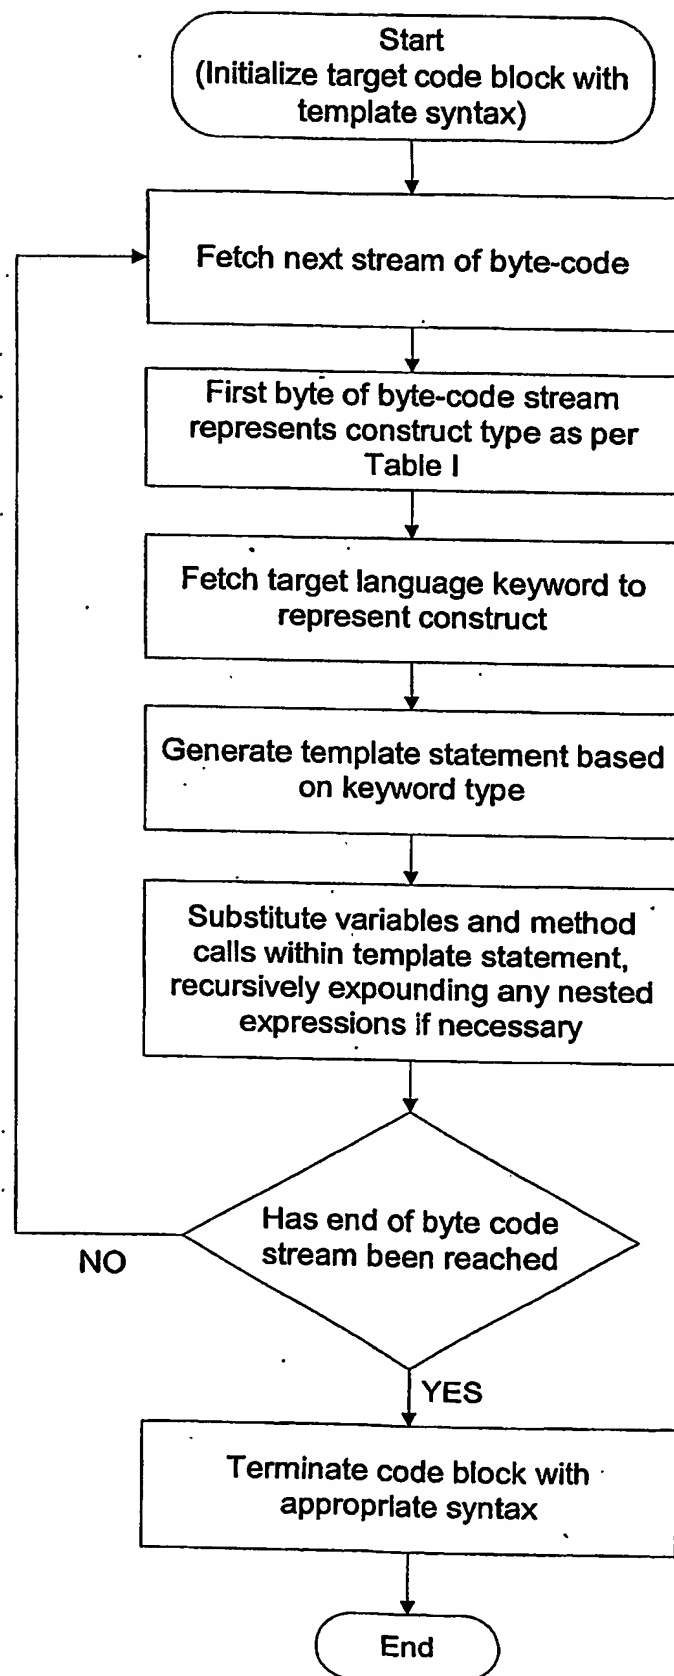 Start
(Initialize target code block with
template syntax)
Fetch next stream of byte-code
First byte of byte-code stream
represents construct type as per
Table I
Fetch target language keyword to
represent construct
Generate template statement based
on keyword type
Substitute variables and method
calls within template statement,
recursively expounding any nested
expressions if necessary
Has end of byte code
stream been reached
NO
YES
Terminate code block with
appropriate syntax
End